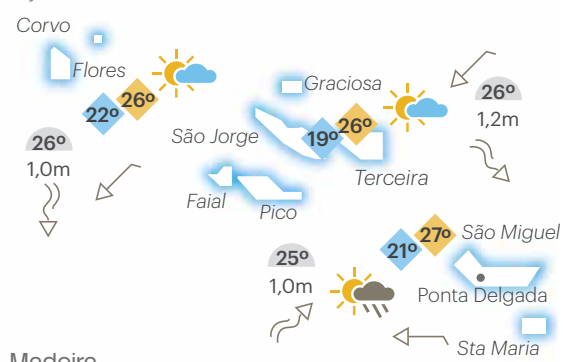 Corvo
Flores
26º
22º
26º
1,0m
Graciosa
São Jorge
26º
19º
Terceira
Faial
Pico
26º
1,2m
27º
21º
São Miguel
Ponta Delgada
25º
1,0m
Sta Maria